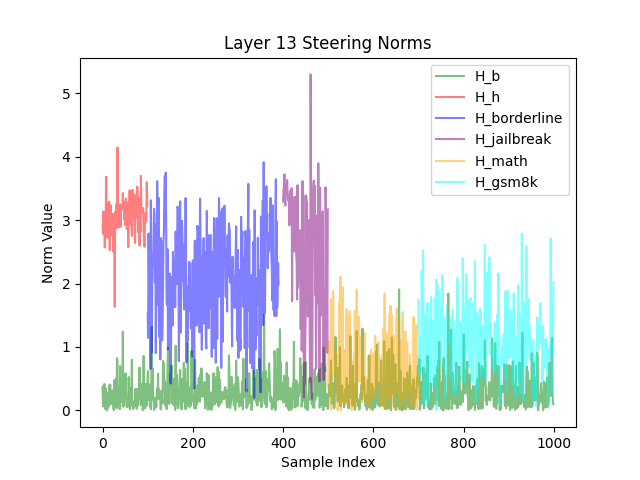 Layer 13 Steering Norms
H_b
H_h
H_borderline
H_jailbreak
H_math
H_gsm8k
Norm Value
5
4
3
2
1
0
0 200 400 600 800 1000
Sample Index